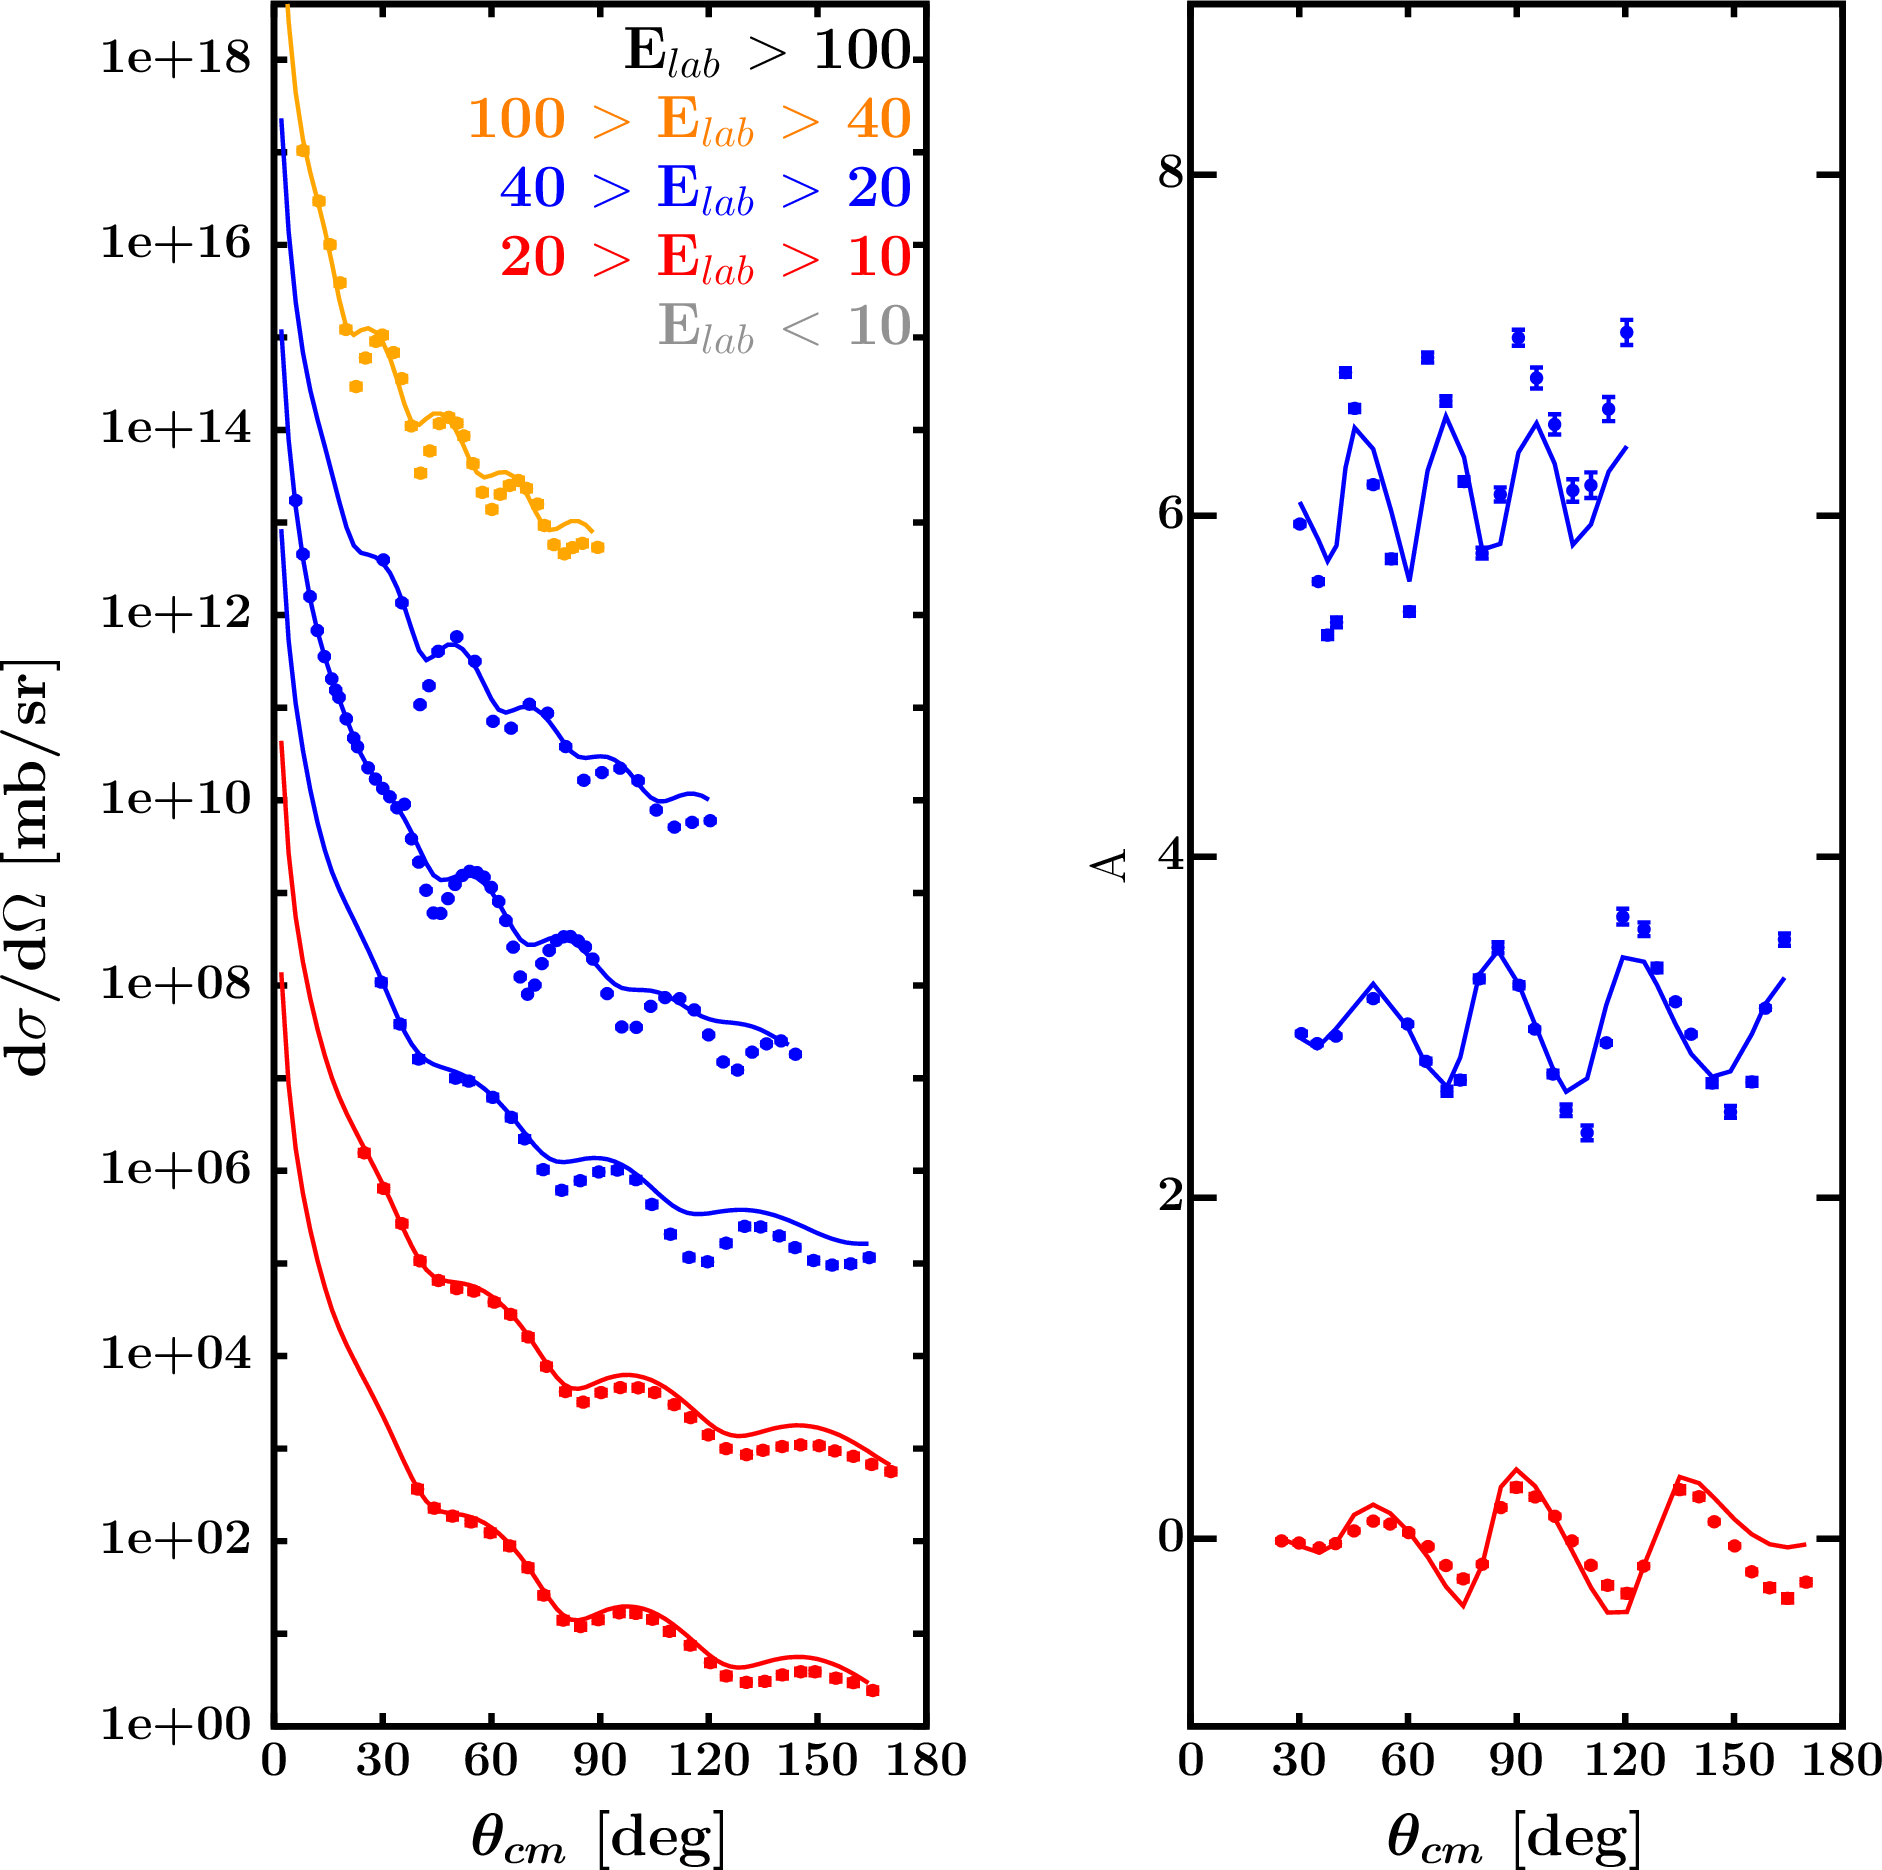 E_lab > 100
100 > E_lab > 40
40 > E_lab > 20
20 > E_lab > 10
E_lab < 10
1e+18
1e+16
1e+14
1e+12
1e+10
1e+08
1e+06
1e+04
1e+02
1e+00
dσ/dΩ [mb/sr]
0 30 60 90 120 150 180
θ_cm [deg]
8
6
4
2
0
A
0 30 60 90 120 150 180
θ_cm [deg]